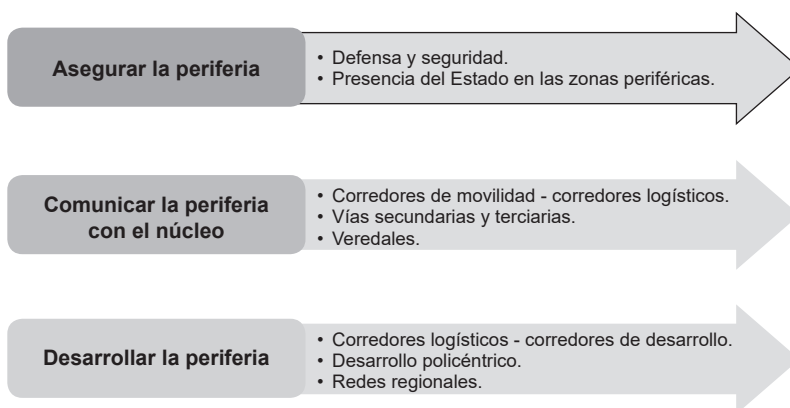 Asegurar la periferia
• Defensa y seguridad.
• Presencia del Estado en las zonas periféricas.
Comunicar la periferia
con el núcleo
• Corredores de movilidad - corredores logísticos.
• Vías secundarias y terciarias.
• Veredales.
Desarrollar la periferia
• Corredores logísticos - corredores de desarrollo.
• Desarrollo policéntrico.
• Redes regionales.